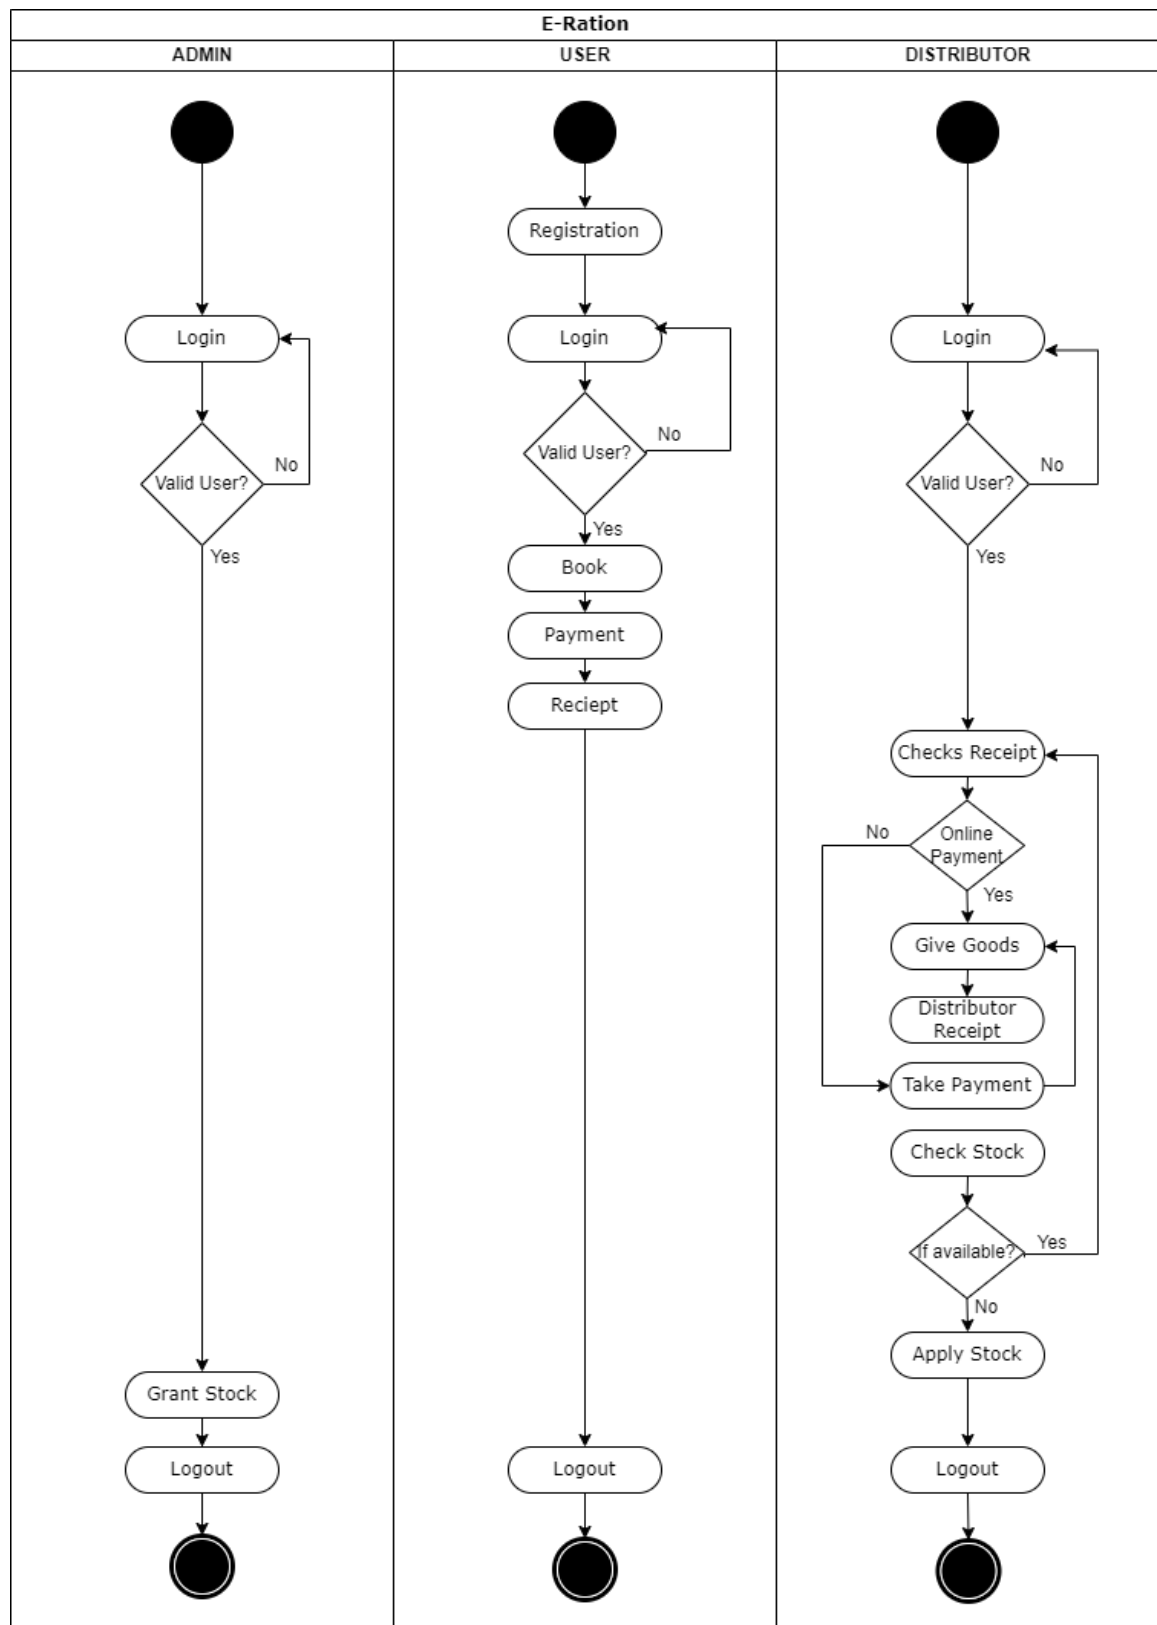 E-Ration
ADMIN
USER
DISTRIBUTOR
Login
Valid User?
No
Yes
Grant Stock
Logout
Registration
Login
Valid User?
No
Yes
Book
Payment
Reciept
Logout
Login
Valid User?
No
Yes
Checks Receipt
Online
Payment
No
Yes
Give Goods
Distributor
Receipt
Take Payment
Check Stock
If available?
Yes
No
Apply Stock
Logout